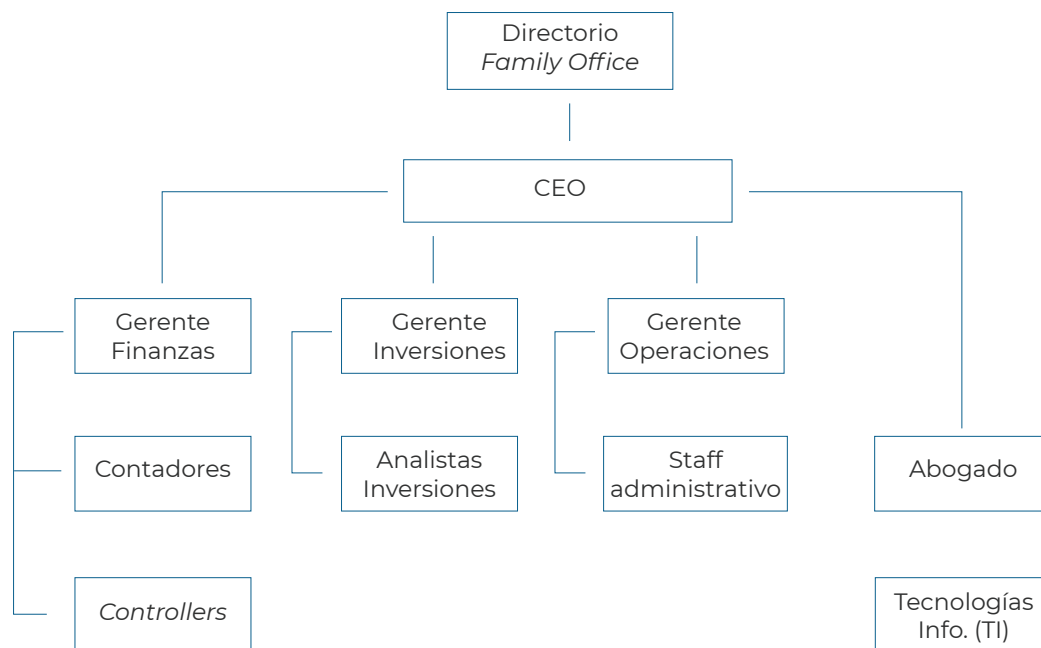 Directorio
Family Office
CEO
Gerente
Finanzas
Gerente
Inversiones
Gerente
Operaciones
Contadores
Analistas
Inversiones
Staff
administrativo
Abogado
Controllers
Tecnologías
Info. (TI)